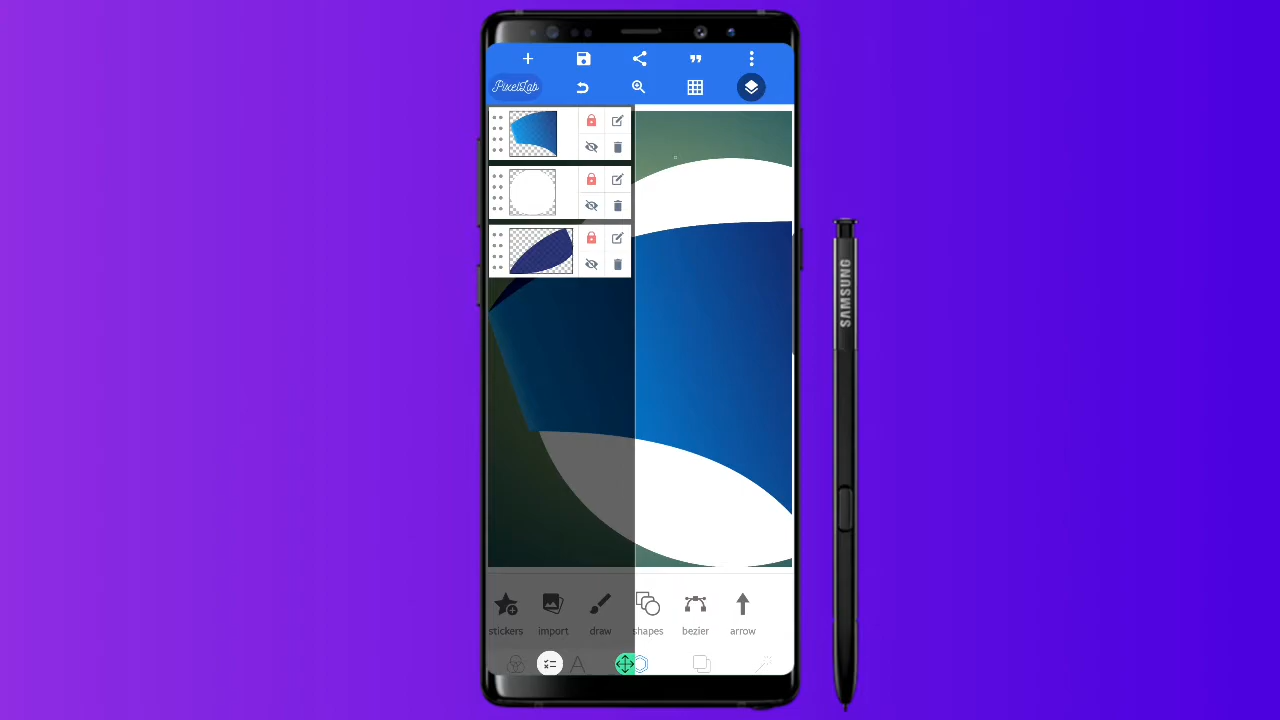 PixelLab
SAMSUNG
stickers
import
draw
shapes
bezier
arrow
A